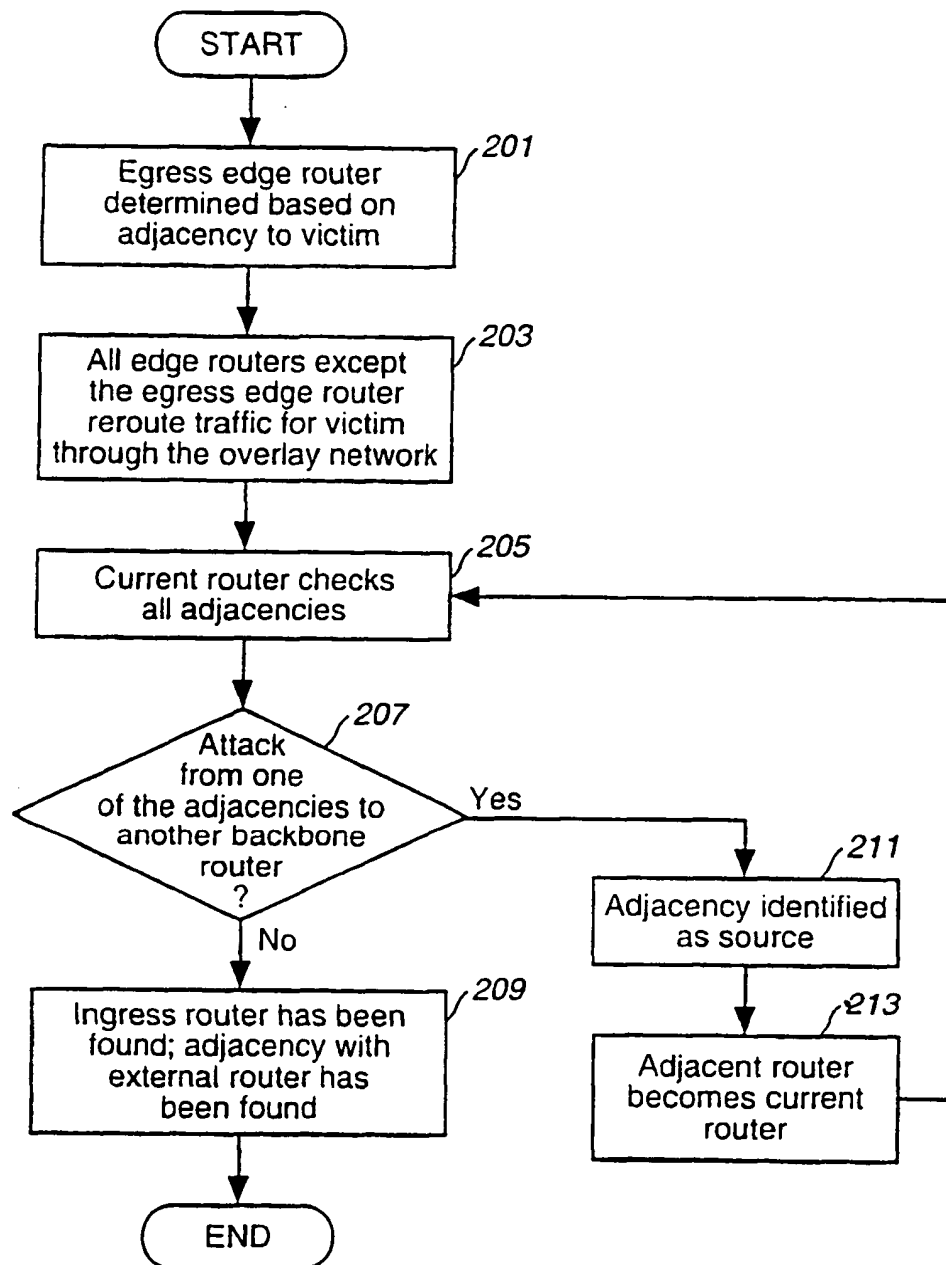 START
201
Egress edge router
determined based on
adjacency to victim
203
All edge routers except
the egress edge router
reroute traffic for victim
through the overlay network
205
Current router checks
all adjacencies
207
Attack
from one
of the adjacencies to
another backbone
router
?
Yes
No
211
Adjacency identified
as source
209
Ingress router has been
found; adjacency with
external router has
been found
213
Adjacent router
becomes current
router
END